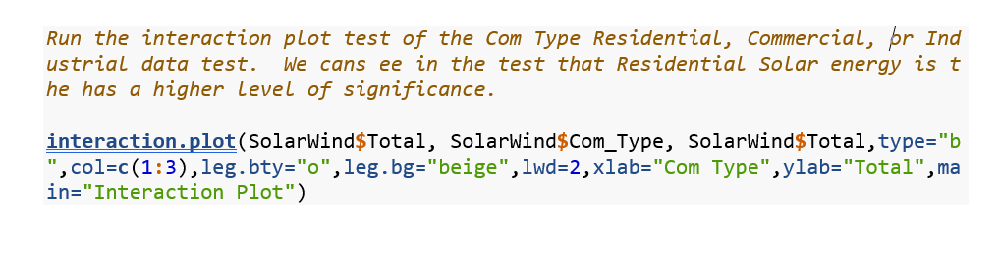 Run the interaction plot test of the Com Type Residential, Commercial, or Ind
ustrial data test.  We cans ee in the test that Residential Solar energy is t
he has a higher level of significance.
interaction.plot(SolarWind$Total, SolarWind$Com_Type, SolarWind$Total,type="b
",col=c(1:3),leg.bty="o",leg.bg="beige",lwd=2,xlab="Com Type",ylab="Total",ma
in="Interaction Plot")